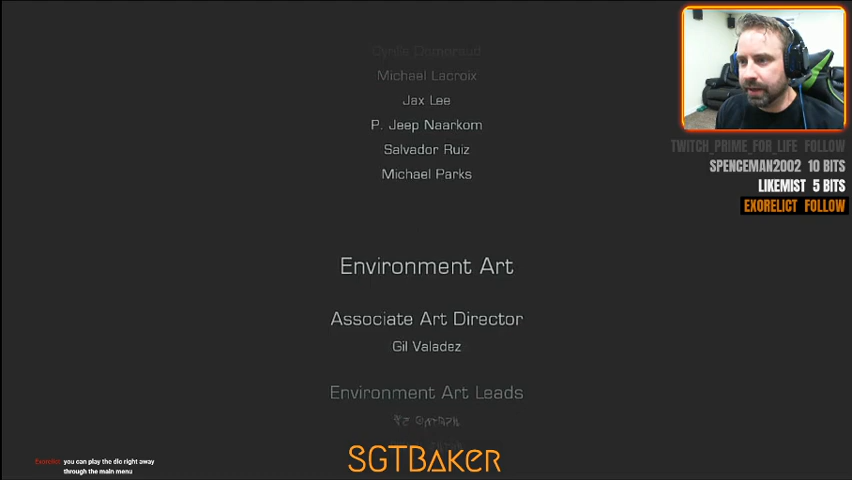 Cyrille Domoraud
Michael Lacroix
Jax Lee
P. Jeep Naarkom
Salvador Ruiz
Michael Parks
TWITCH_PRIME_FOR_LIFE FOLLOW
SPENCEMAN2002 10 BITS
LIKEMIST 5 BITS
EXORELICT FOLLOW
Environment Art
Associate Art Director
Gil Valadez
Environment Art Leads
SGTBAKER
Exorelict: you can play the dlc right away
through the main menu